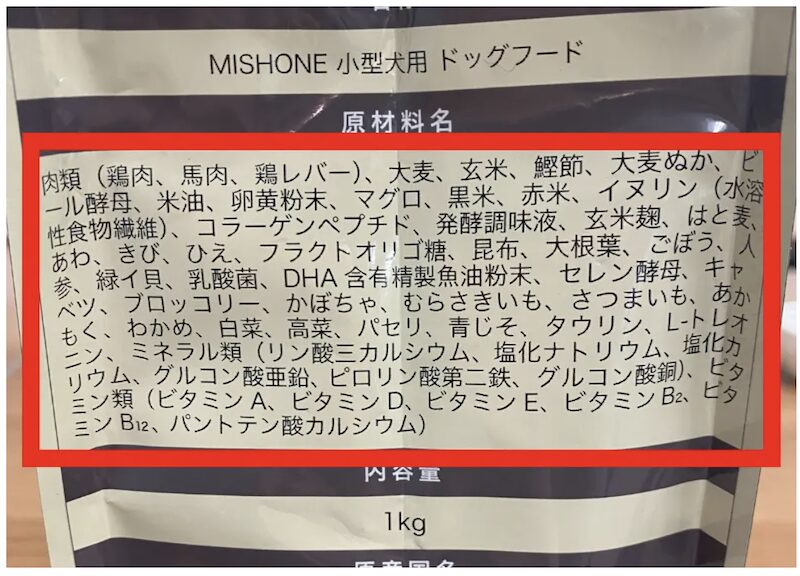 MISHONE 小型犬用 ドッグフード
原材料名
肉類（鶏肉、馬肉、鶏レバー）、大麦、玄米、鰹節、大麦ぬか、ビ
ール酵母、米油、卵黄粉末、マグロ、黒米、赤米、イヌリン（水溶
性食物繊維）、コラーゲンペプチド、発酵調味液、玄米麹、はと麦、
あわ、きび、ひえ、フラクトオリゴ糖、昆布、大根葉、ごぼう、人
参、緑イ貝、乳酸菌、DHA 含有精製魚油粉末、セレン酵母、キャ
ベツ、ブロッコリー、かぼちゃ、むらさきいも、さつまいも、あか
もく、わかめ、白菜、高菜、パセリ、青じそ、タウリン、L-トレオ
ニン、ミネラル類（リン酸三カルシウム、塩化ナトリウム、塩化カ
リウム、グルコン酸亜鉛、ピロリン酸第二鉄、グルコン酸銅）、ビタ
ミン類（ビタミン A、ビタミン D、ビタミン E、ビタミン B2、ビタ
ミン B12、パントテン酸カルシウム）
内容量
1kg
原産国名